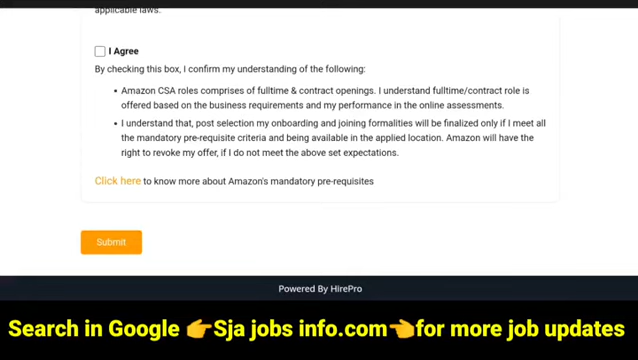 applicable laws.
I Agree
By checking this box, I confirm my understanding of the following:
• Amazon CSA roles comprises of fulltime & contract openings. I understand fulltime/contract role is
offered based on the business requirements and my performance in the online assessments.
• I understand that, post selection my onboarding and joining formalities will be finalized only if I meet all
the mandatory pre-requisite criteria and being available in the applied location. Amazon will have the
right to revoke my offer, if I do not meet the above set expectations.
Click here to know more about Amazon's mandatory pre-requisites
Submit
Powered By HirePro
Search in Google 👉Sja jobs info.com👈for more job updates